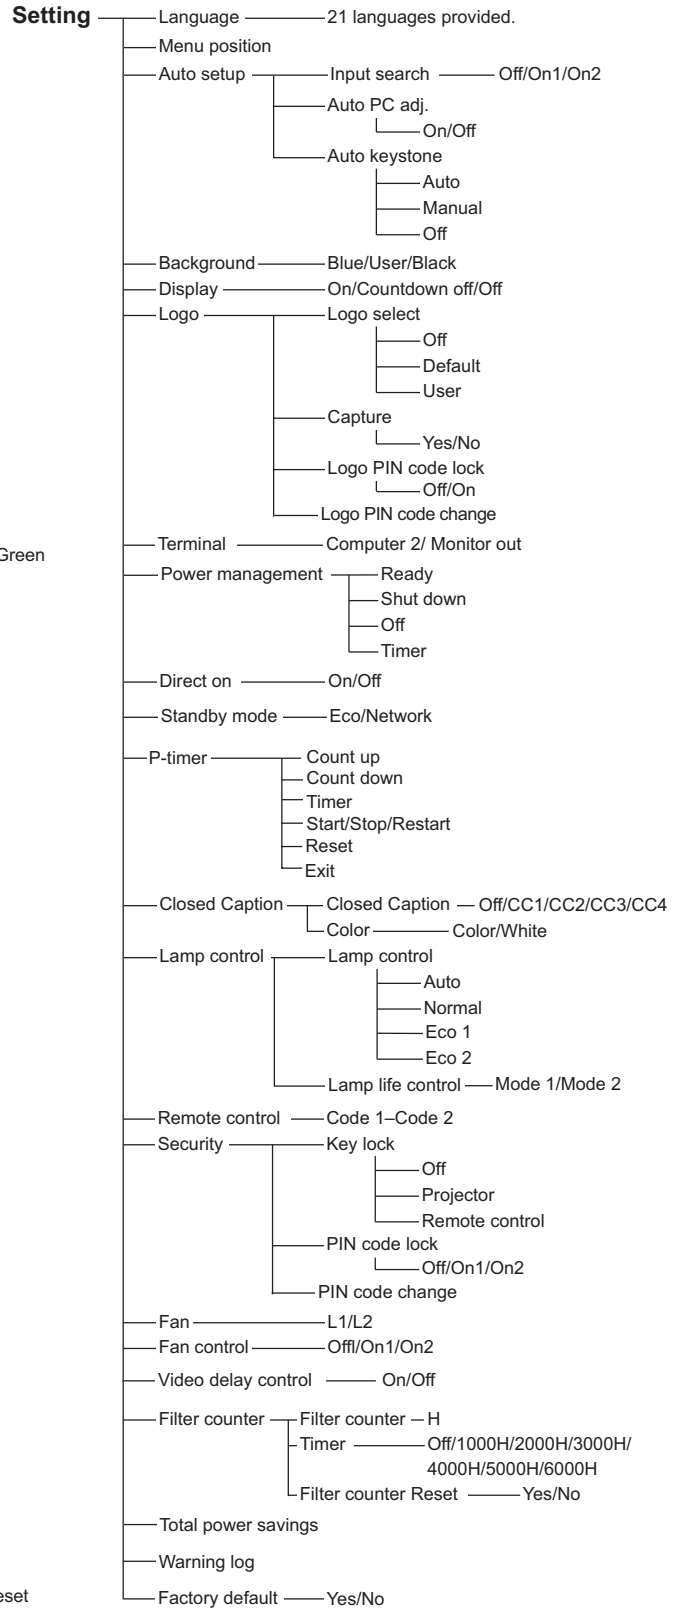 Setting Language 21 languages provided.
Menu position
Auto setup Input search Off/On1/On2
Auto PC adj.
On/Off
Auto keystone
Auto
Manual
Off
Background Blue/User/Black
Display On/Countdown off/Off
Logo Logo select
Off
Default
User
Capture
Yes/No
Logo PIN code lock
Off/On
Logo PIN code change
Terminal Computer 2/ Monitor out
Green
Power management Ready
Shut down
Off
Timer
Direct on On/Off
Standby mode Eco/Network
P-timer Count up
Count down
Timer
Start/Stop/Restart
Reset
Exit
Closed Caption Closed Caption Off/CC1/CC2/CC3/CC4
Color Color/White
Lamp control Lamp control
Auto
Normal
Eco 1
Eco 2
Lamp life control Mode 1/Mode 2
Remote control Code 1–Code 2
Security Key lock
Off
Projector
Remote control
PIN code lock
Off/On1/On2
PIN code change
Fan L1/L2
Fan control Offl/On1/On2
Video delay control On/Off
Filter counter Filter counter H
Timer Off/1000H/2000H/3000H/
4000H/5000H/6000H
Filter counter Reset Yes/No
Total power savings
Warning log
eset
Factory default Yes/No